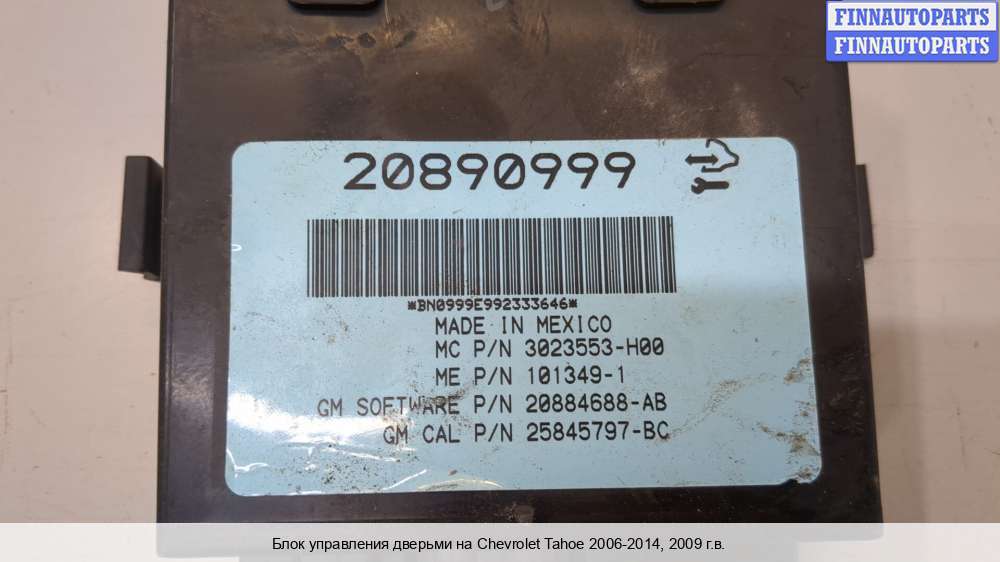 FINNAUTOPARTS
FINNAUTOPARTS
20890999
*BN0999E992333646*
MADE IN MEXICO
MC P/N 3023553-H00
ME P/N 101349-1
GM SOFTWARE P/N 20884688-AB
GM CAL P/N 25845797-BC
Блок управления дверьми на Chevrolet Tahoe 2006-2014, 2009 г.в.